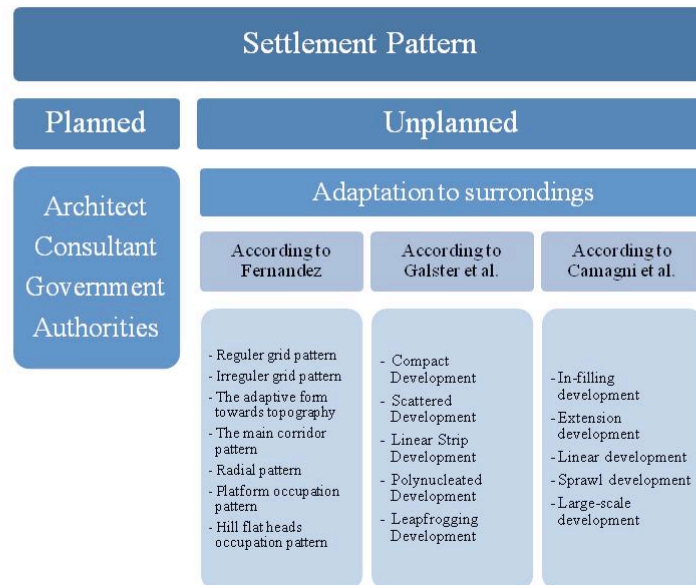 Settlement Pattern
Planned
Unplanned
Architect
Consultant
Government
Authorities
Adaptation to surrondings
According to
Fernandez
According to
Galster et al.
According to
Camagni et al.
- Reguler grid pattern
- Irreguler grid pattern
- The adaptive form
towards topography
- The main corridor
pattern
- Radial pattern
- Platform occupation
pattern
- Hill flat heads
occupation pattern
- Compact
Development
- Scattered
Development
- Linear Strip
Development
- Polynucleated
Development
- Leapfrogging
Development
- In-filling
development
- Extension
development
- Linear development
- Sprawl development
- Large-scale
development